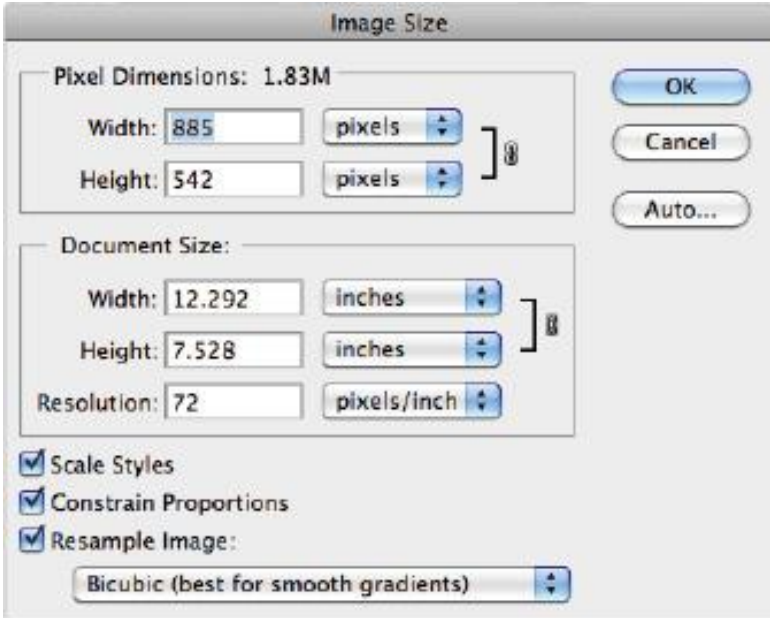 Image Size
Pixel Dimensions: 1.83M
Width: 885 pixels
Height: 542 pixels
OK
Cancel
Auto...
Document Size:
Width: 12.292 inches
Height: 7.528 inches
Resolution: 72 pixels/inch
Scale Styles
Constrain Proportions
Resample Image:
Bicubic (best for smooth gradients)